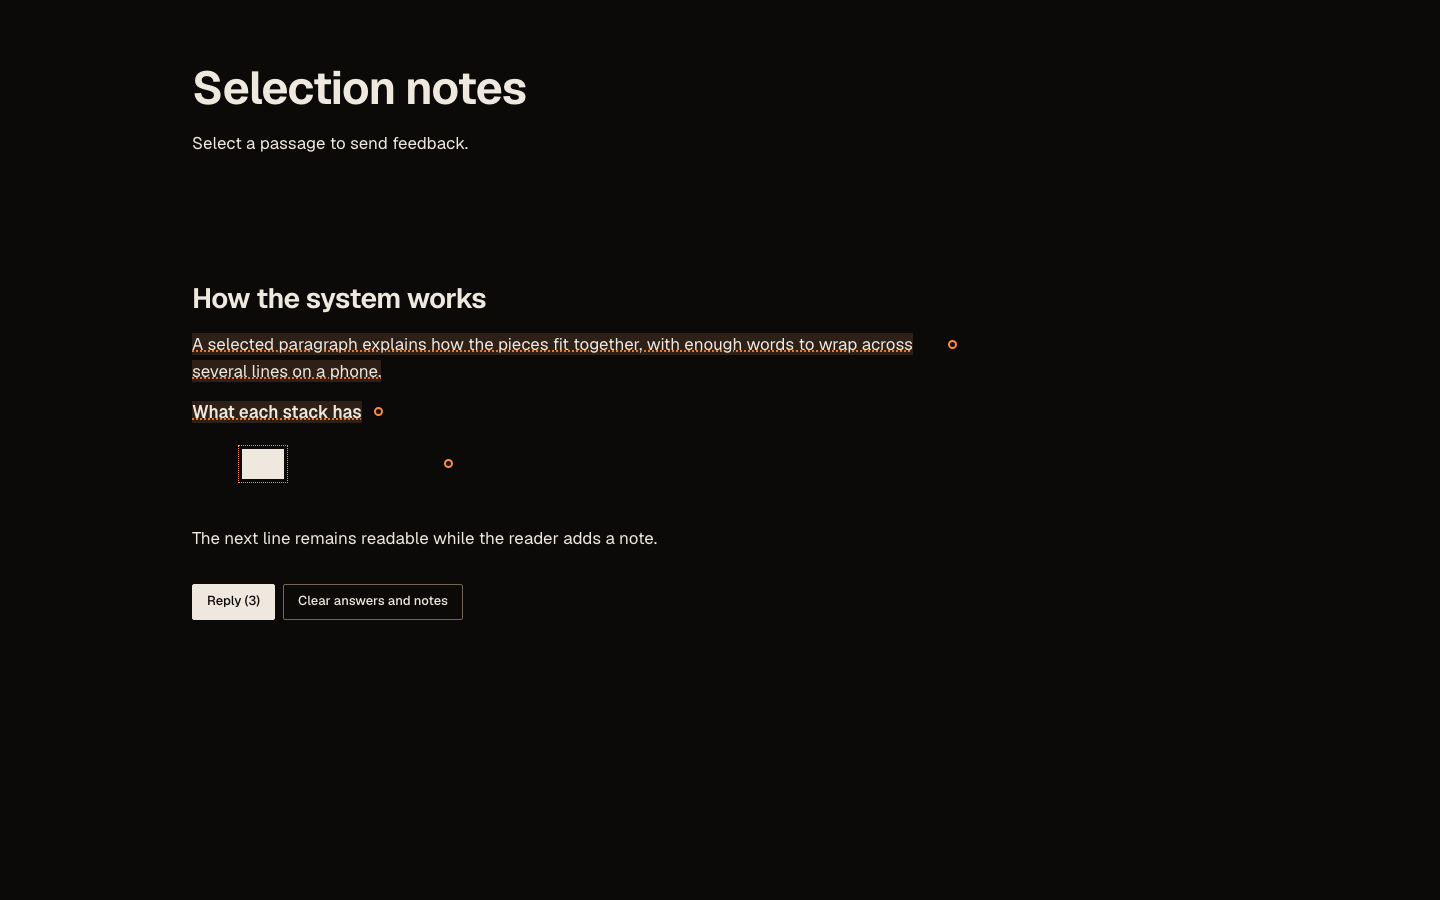 Selection notes
Select a passage to send feedback.
How the system works
A selected paragraph explains how the pieces fit together, with enough words to wrap across
several lines on a phone.
What each stack has
The next line remains readable while the reader adds a note.
Reply (3)
Clear answers and notes